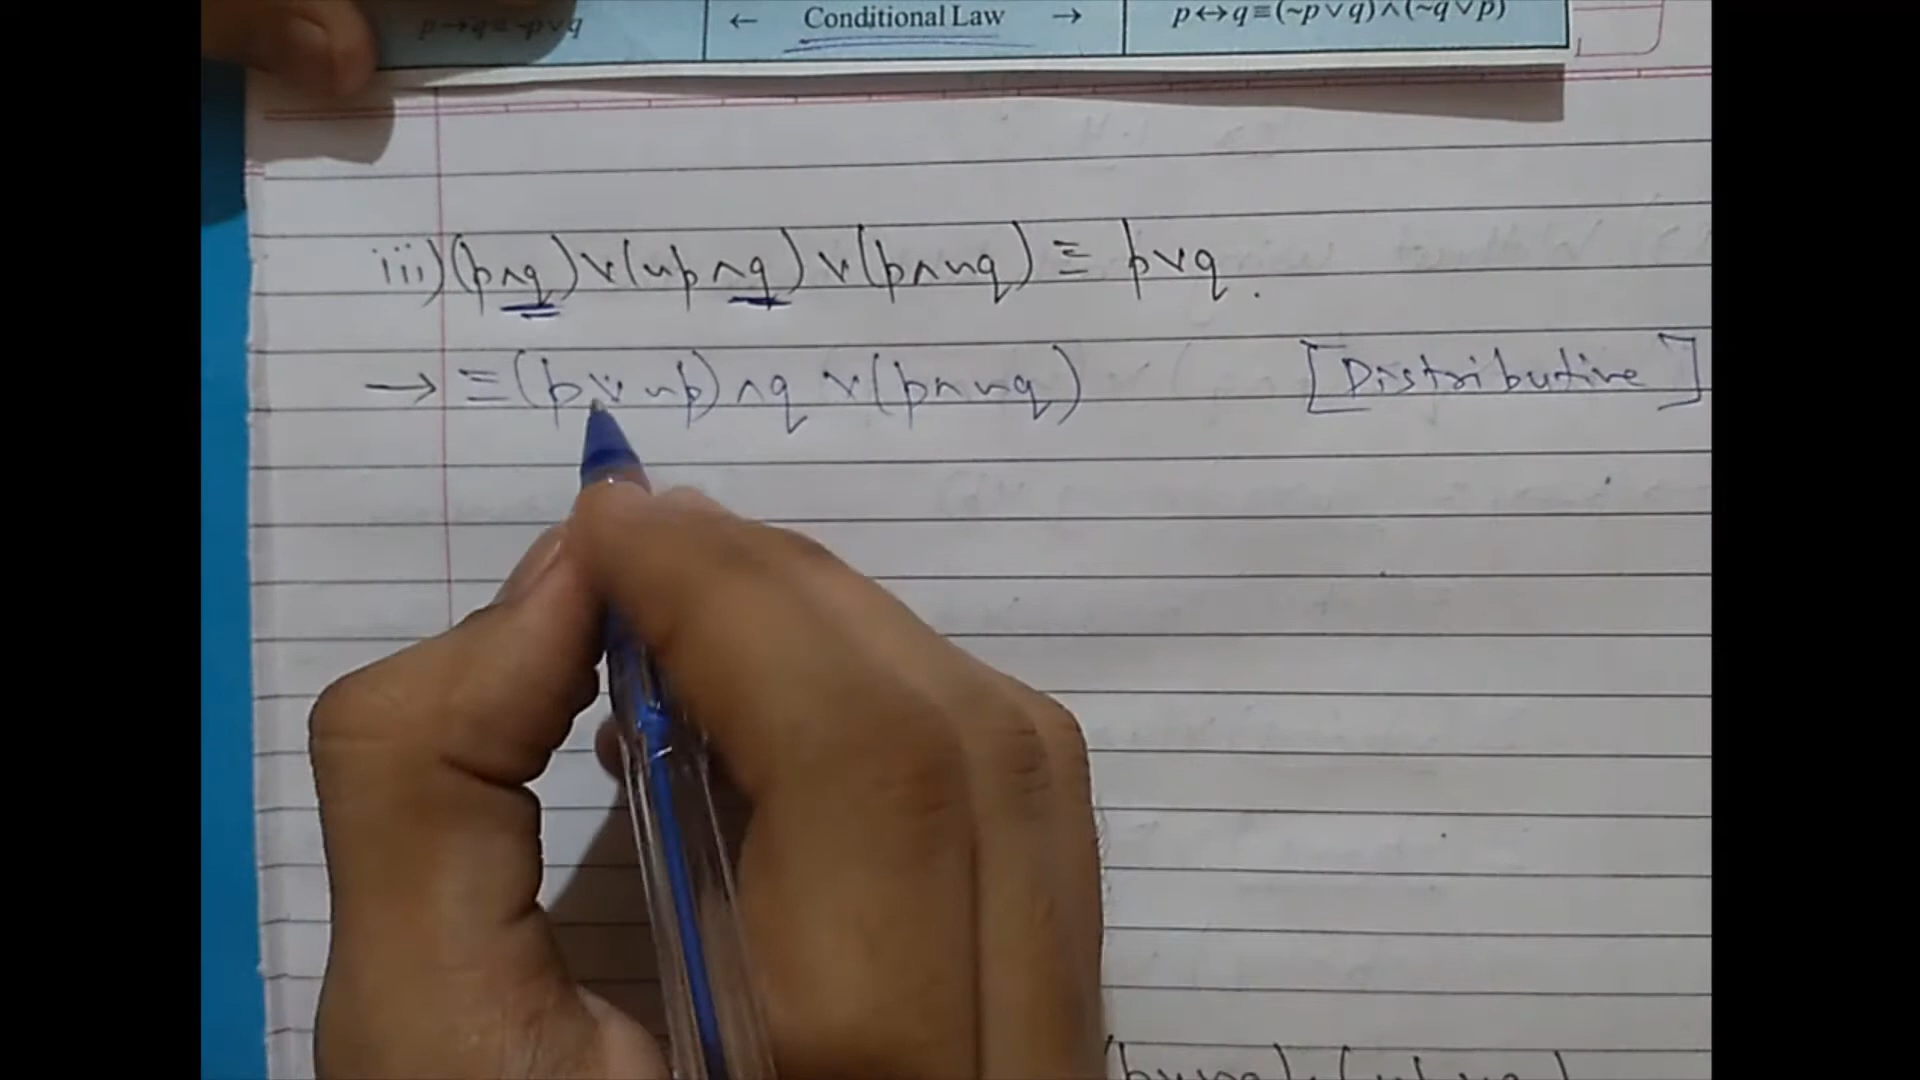 p→q≡~p∨q ← Conditional Law → p↔q≡(~p∨q)∧(~q∨p)
iii) (p∧q)∨(~p∧q)∨(p∧~q) ≡ p∨q.
→ ≡ (p∨~p)∧q ∨(p∧~q) [Distributive]